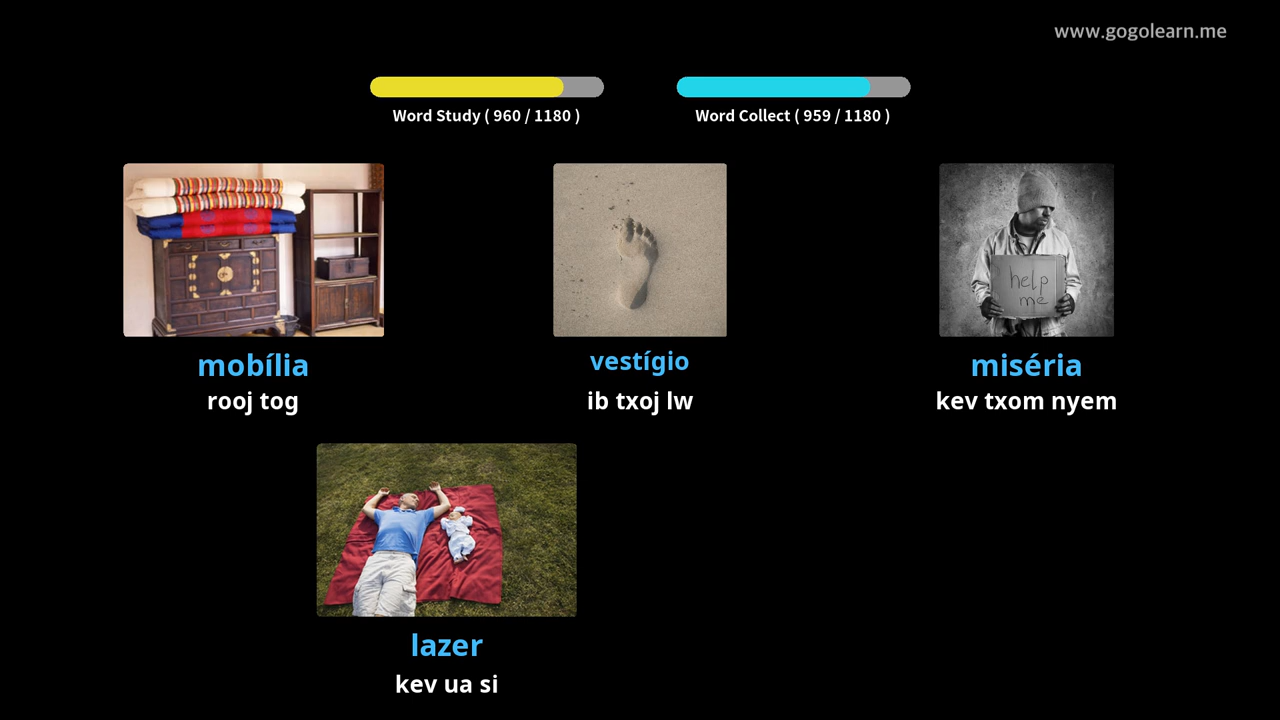 www.gogolearn.me
Word Study ( 960 / 1180 )
Word Collect ( 959 / 1180 )
help
me
mobília
vestígio
miséria
rooj tog
ib txoj lw
kev txom nyem
lazer
kev ua si